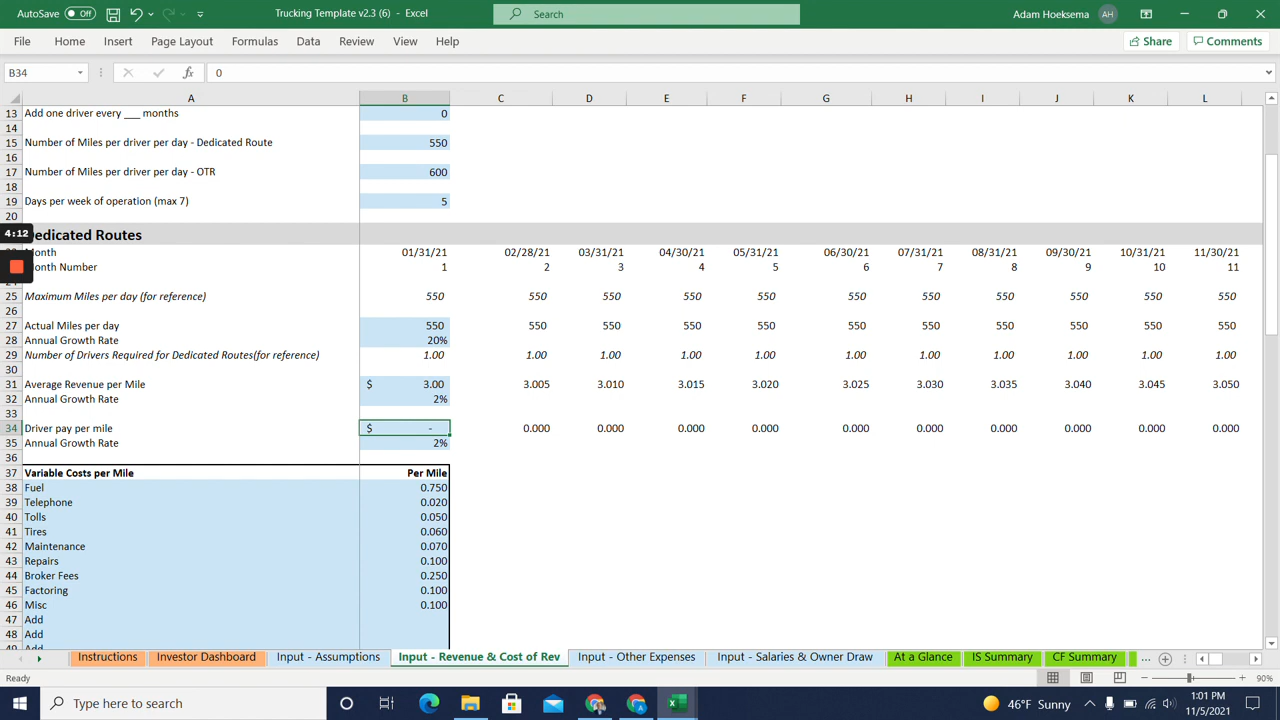 AutoSave Off Trucking Template v2.3 (6) - Excel Search Adam Hoeksema AH
File Home Insert Page Layout Formulas Data Review View Help Share Comments
B34 fx 0
A B C D E F G H I J K L
13 Add one driver every ___ months 0
14
15 Number of Miles per driver per day - Dedicated Route 550
16
17 Number of Miles per driver per day - OTR 600
18
19 Days per week of operation (max 7) 5
20
4:12 edicated Routes
Month 01/31/21 02/28/21 03/31/21 04/30/21 05/31/21 06/30/21 07/31/21 08/31/21 09/30/21 10/31/21 11/30/21
onth Number 1 2 3 4 5 6 7 8 9 10 11
25 Maximum Miles per day (for reference) 550 550 550 550 550 550 550 550 550 550 550
26
27 Actual Miles per day 550 550 550 550 550 550 550 550 550 550 550
28 Annual Growth Rate 20%
29 Number of Drivers Required for Dedicated Routes(for reference) 1.00 1.00 1.00 1.00 1.00 1.00 1.00 1.00 1.00 1.00 1.00
30
31 Average Revenue per Mile $ 3.00 3.005 3.010 3.015 3.020 3.025 3.030 3.035 3.040 3.045 3.050
32 Annual Growth Rate 2%
33
34 Driver pay per mile $ - 0.000 0.000 0.000 0.000 0.000 0.000 0.000 0.000 0.000 0.000
35 Annual Growth Rate 2%
36
37 Variable Costs per Mile Per Mile
38 Fuel 0.750
39 Telephone 0.020
40 Tolls 0.050
41 Tires 0.060
42 Maintenance 0.070
43 Repairs 0.100
44 Broker Fees 0.250
45 Factoring 0.100
46 Misc 0.100
47 Add
48 Add
Instructions Investor Dashboard Input - Assumptions Input - Revenue & Cost of Rev Input - Other Expenses Input - Salaries & Owner Draw At a Glance IS Summary CF Summary ...
Ready 90%
Type here to search 46°F Sunny 1:01 PM
11/5/2021